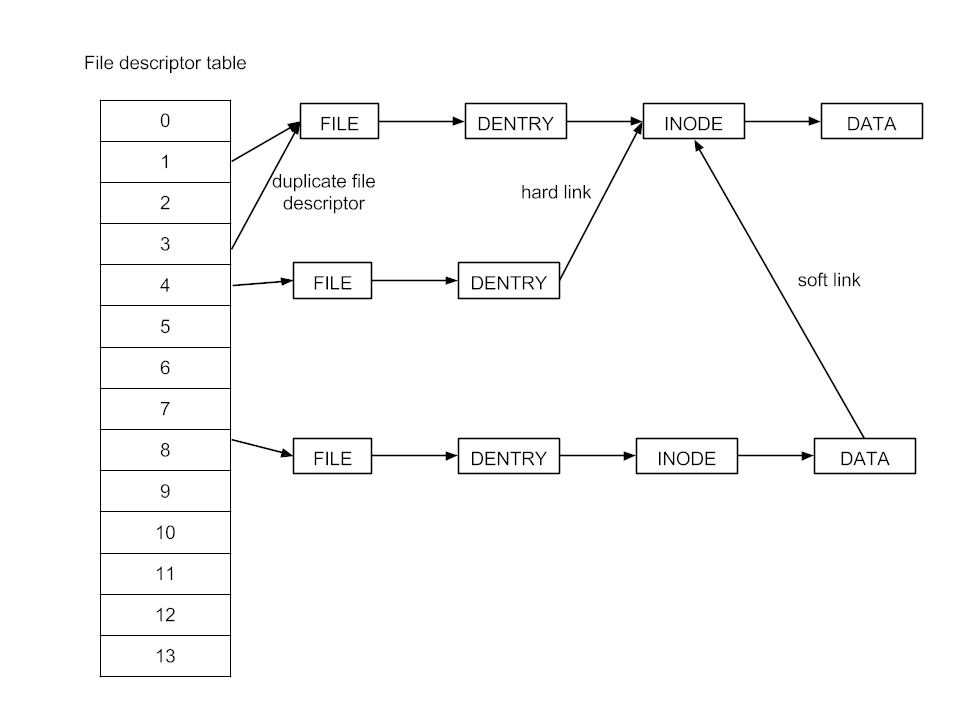 File descriptor table
0
1
2
3
4
5
6
7
8
9
10
11
12
13
FILE
DENTRY
INODE
DATA
duplicate file
descriptor
hard link
FILE
DENTRY
soft link
FILE
DENTRY
INODE
DATA